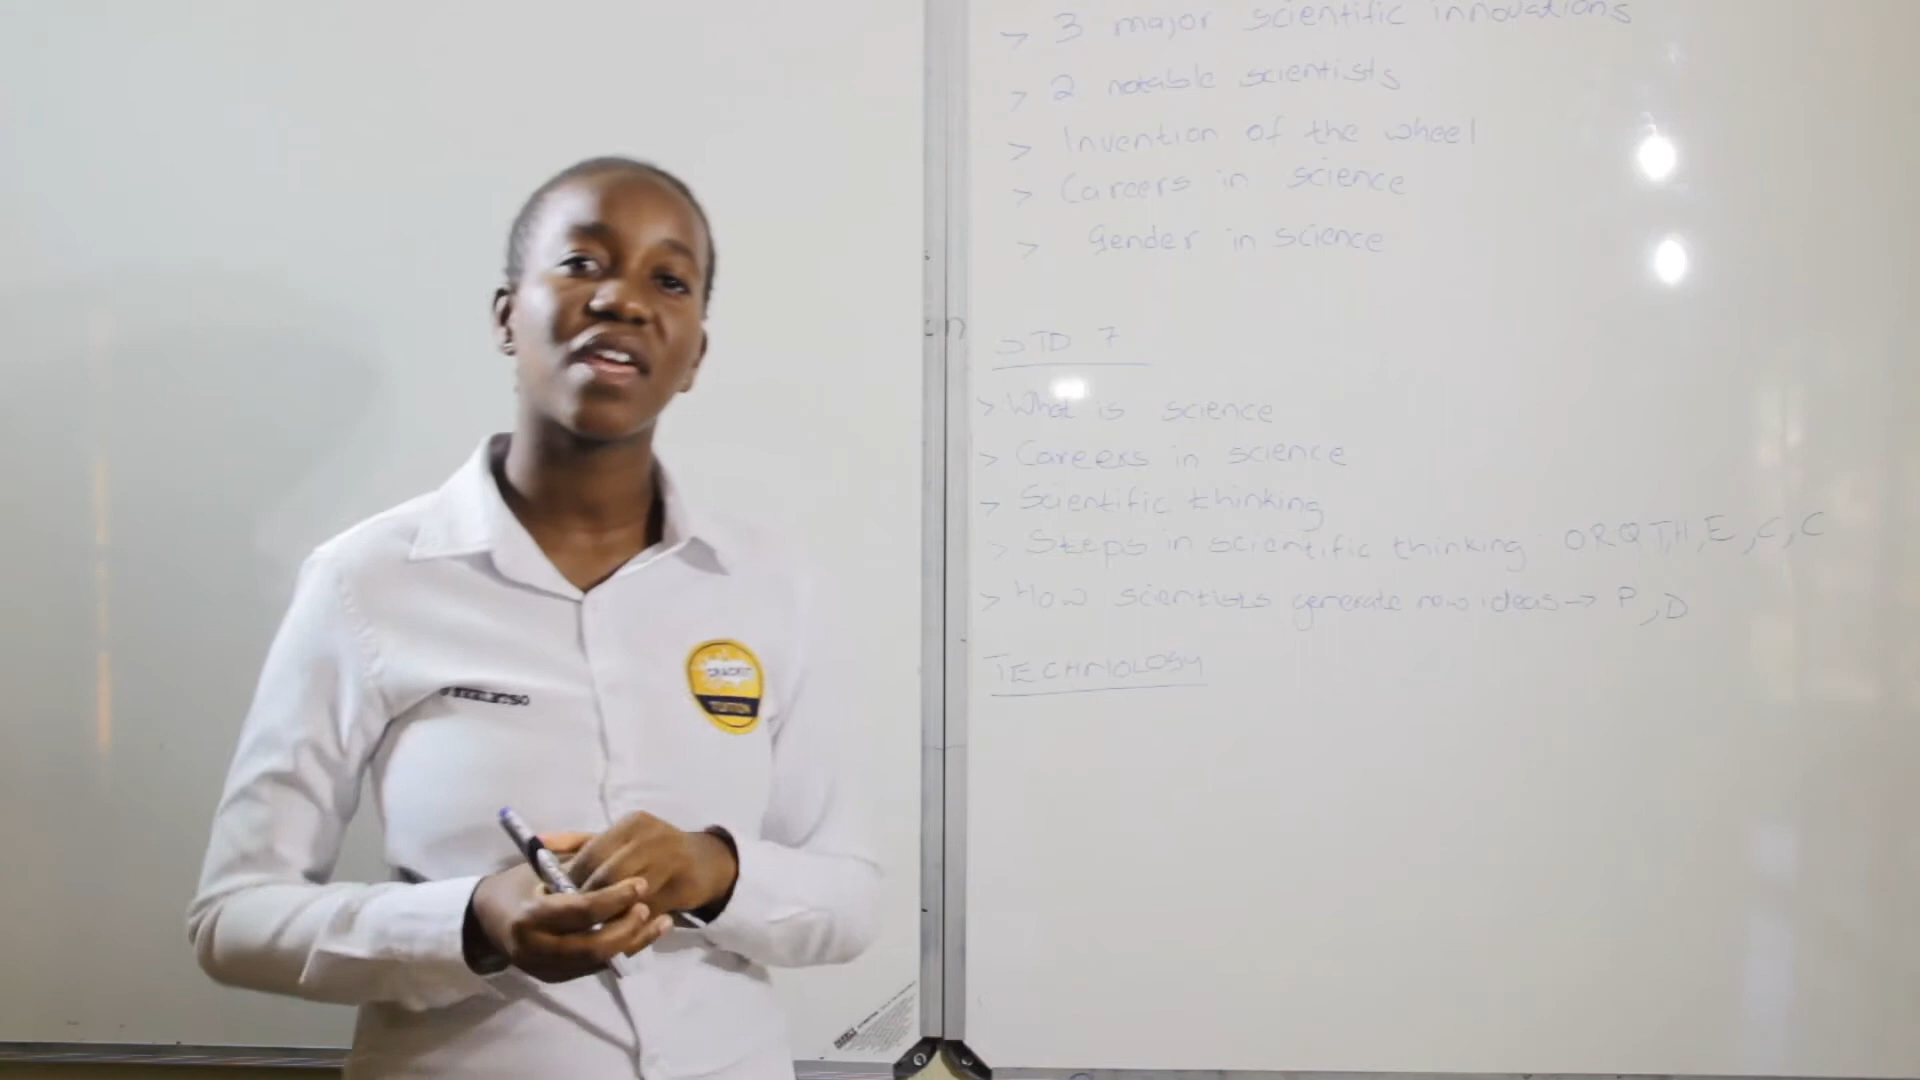 > 3 major scientific innovations
> 2 notable scientists
> Invention of the wheel
> Careers in science
> Gender in science
STD 7
> What is science
> Careers in science
> Scientific thinking
> Steps in scientific thinking: ORQ T,H,E,C,C
> How scientists generate new ideas -> P,D
TECHNOLOGY